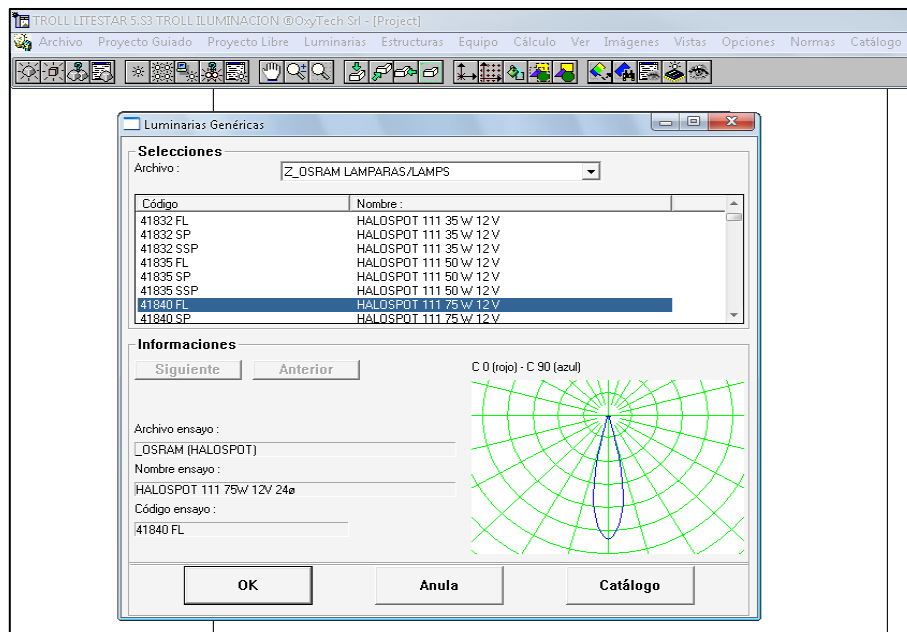 TROLL LITESTAR 5.S3 TROLL ILUMINACION ®OxyTech Srl - [Project]
Archivo Proyecto Guiado Proyecto Libre Luminarias Estructuras Equipo Cálculo Ver Imágenes Vistas Opciones Normas Catálogo
Luminarias Genéricas
Selecciones
Archivo : Z_OSRAM LAMPARAS/LAMPS
Código Nombre :
41832 FL HALOSPOT 111 35 W 12 V
41832 SP HALOSPOT 111 35 W 12 V
41832 SSP HALOSPOT 111 35 W 12 V
41835 FL HALOSPOT 111 50 W 12 V
41835 SP HALOSPOT 111 50 W 12 V
41835 SSP HALOSPOT 111 50 W 12 V
41840 FL HALOSPOT 111 75 W 12 V
41840 SP HALOSPOT 111 75 W 12 V
Informaciones
Siguiente Anterior
C 0 (rojo) - C 90 (azul)
Archivo ensayo :
_OSRAM (HALOSPOT)
Nombre ensayo :
HALOSPOT 111 75W 12V 24ø
Código ensayo :
41840 FL
OK Anula Catálogo